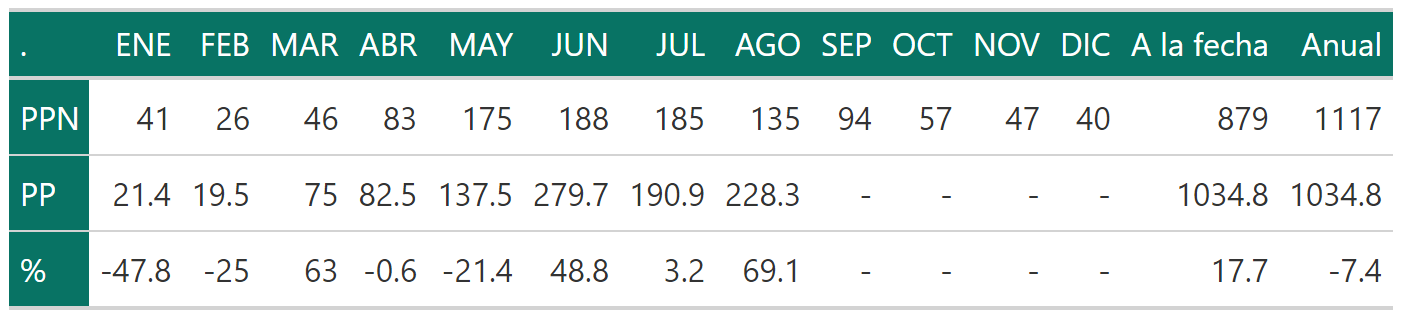 . ENE FEB MAR ABR MAY JUN JUL AGO SEP OCT NOV DIC A la fecha Anual
PPN 41 26 46 83 175 188 185 135 94 57 47 40 879 1117
PP 21.4 19.5 75 82.5 137.5 279.7 190.9 228.3 - - - - 1034.8 1034.8
% -47.8 -25 63 -0.6 -21.4 48.8 3.2 69.1 - - - - 17.7 -7.4